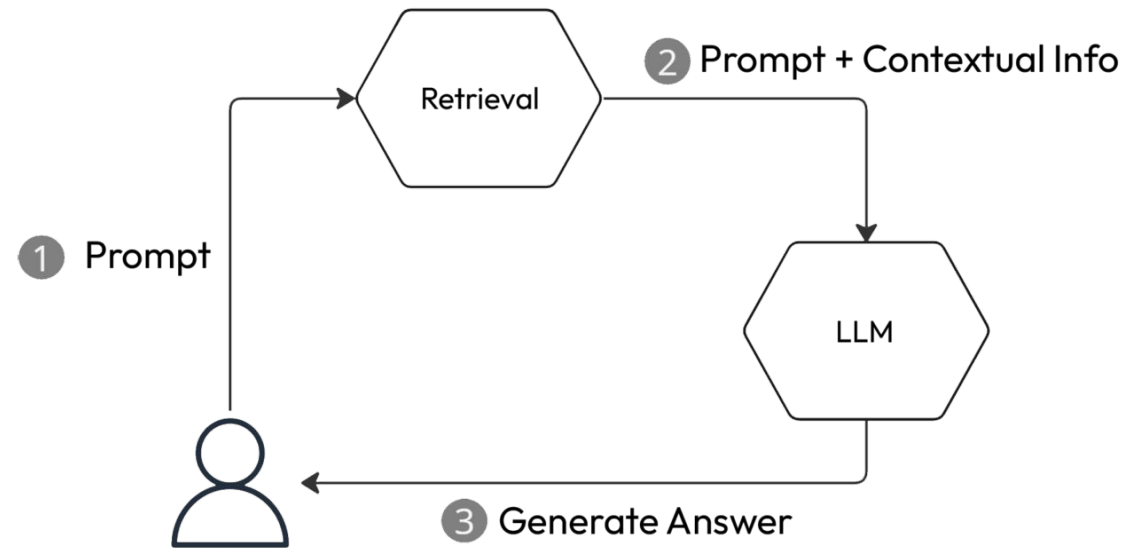 Retrieval
2 Prompt + Contextual Info
1 Prompt
LLM
3 Generate Answer